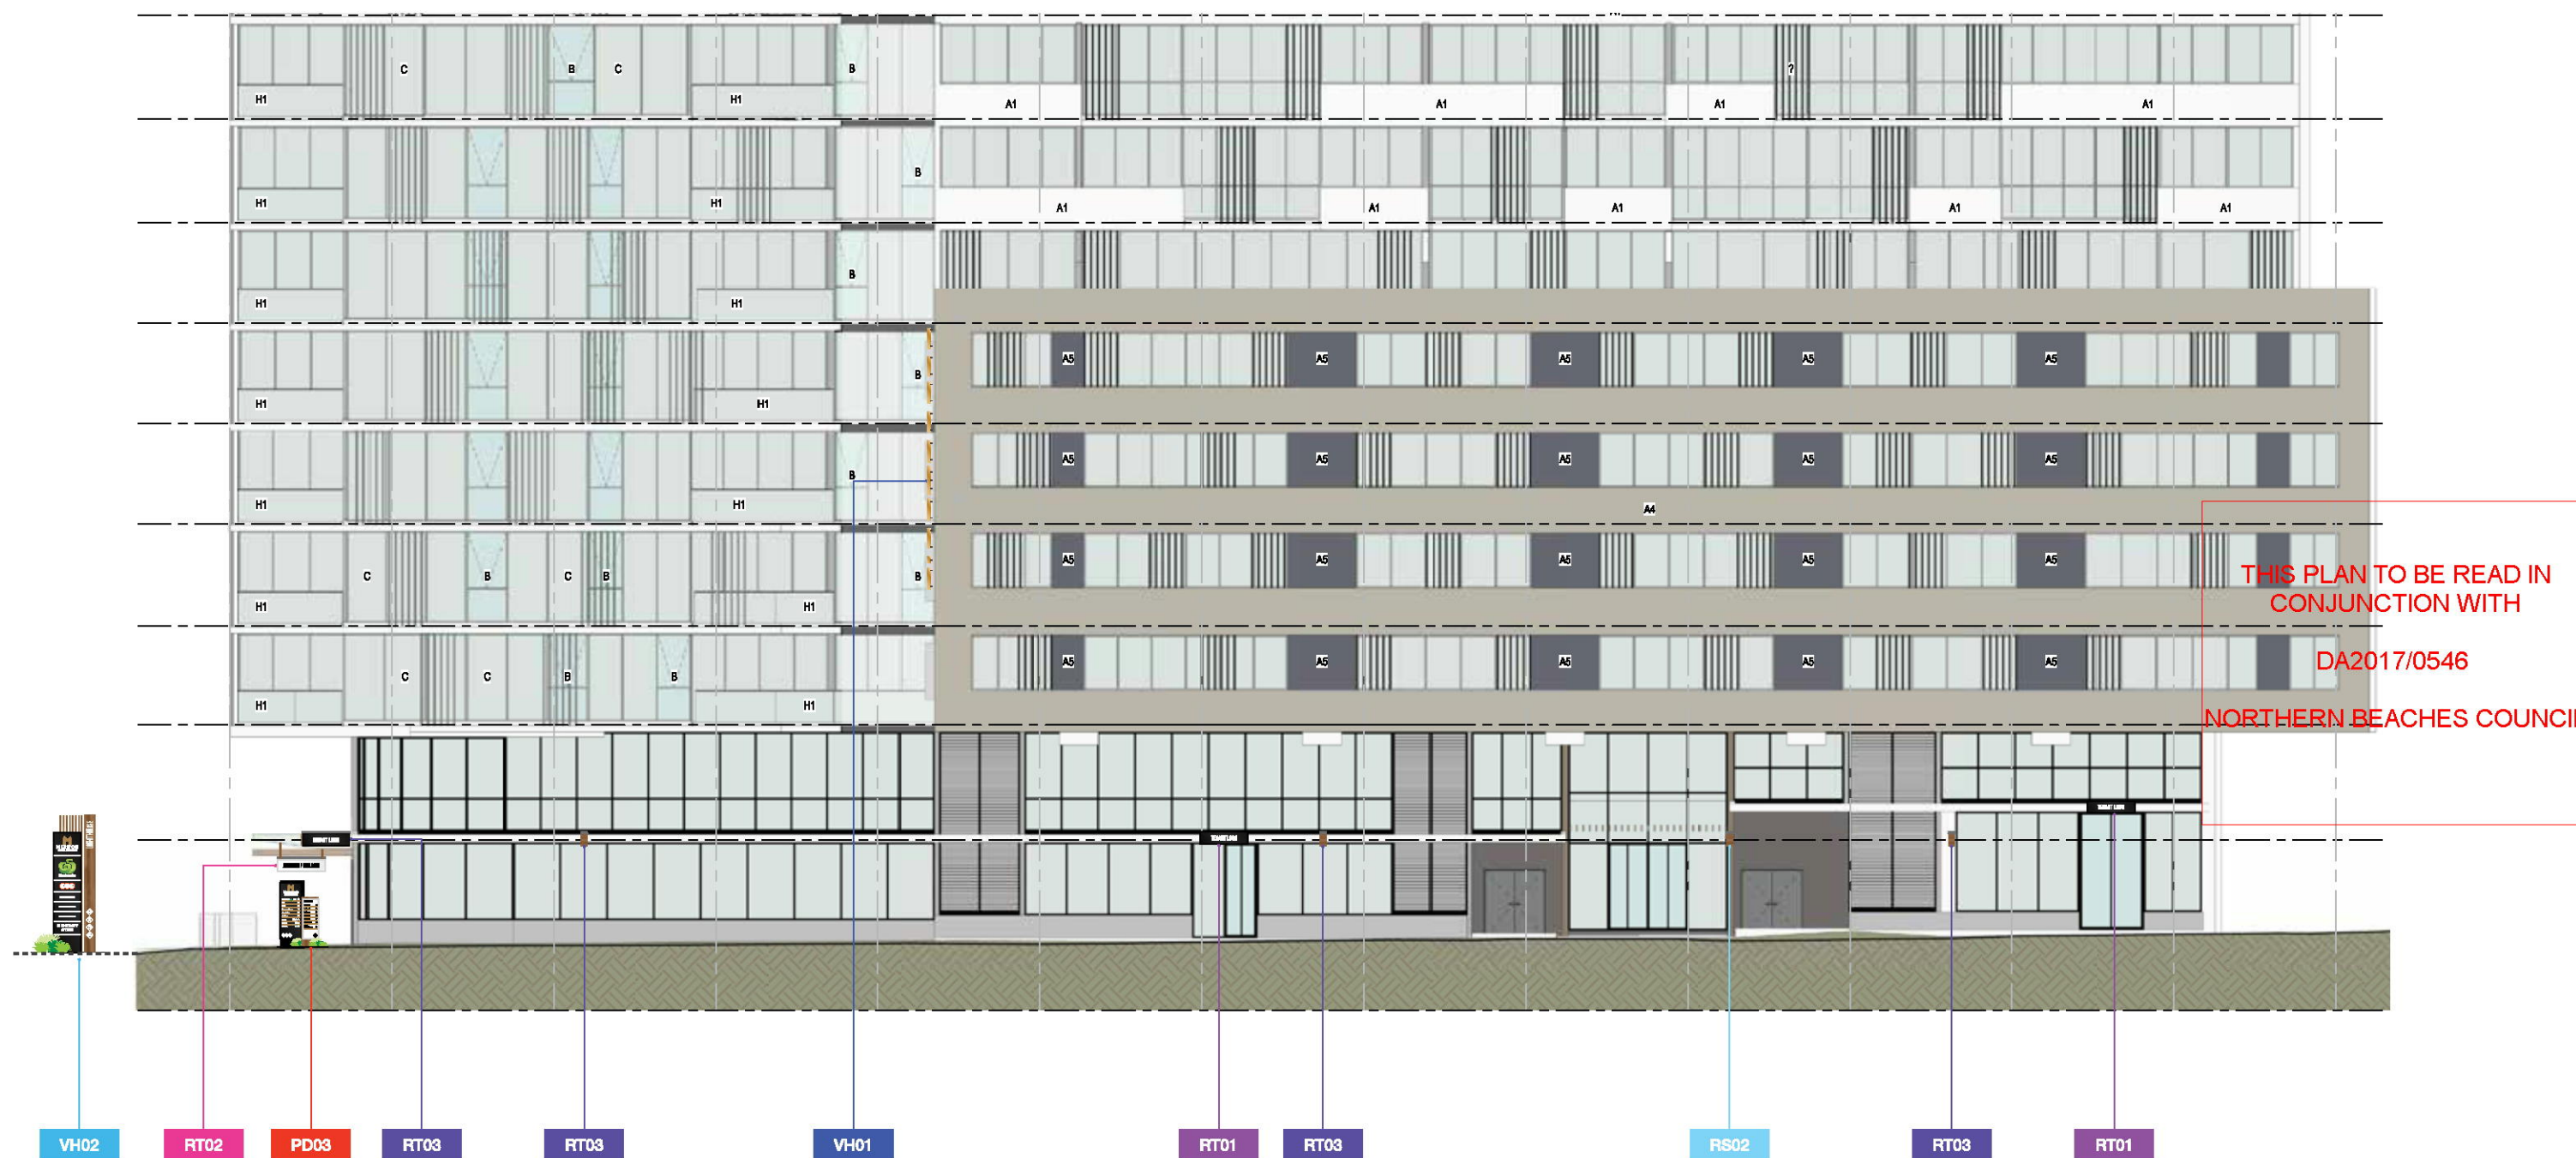 C B C B ?
H1 H1 A1 A1 A1 A1
B
H1 H1 A1 A1 A1 A1 A1
B
H1 H1
A5 A5 A5 A5 A5
B
H1 H1
A5 A5 A5 A5 A5
B
H1 H1 A4
A5 A5 A5 A5 A5
C B C B B
H1 H1
A5 A5 A5 A5 A5
C C B B
H1 H1
THIS PLAN TO BE READ IN
CONJUNCTION WITH
DA2017/0546
NORTHERN BEACHES COUNCIL
VH02 RT02 PD03 RT03 RT03 VH01 RT01 RT03 RS02 RT03 RT01